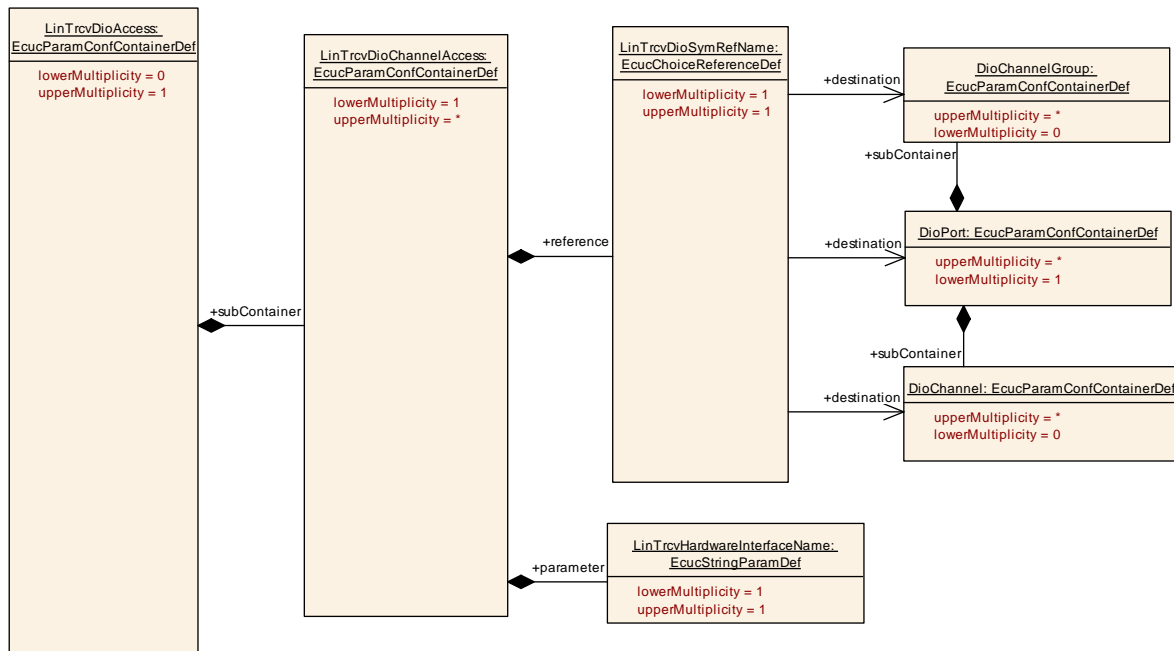 LinTrcvDioAccess:
EcucParamConfContainerDef
lowerMultiplicity = 0
upperMultiplicity = 1
+subContainer
LinTrcvDioChannelAccess:
EcucParamConfContainerDef
lowerMultiplicity = 1
upperMultiplicity = *
+reference
+parameter
LinTrcvDioSymRefName:
EcucChoiceReferenceDef
lowerMultiplicity = 1
upperMultiplicity = 1
+destination
+destination
+destination
LinTrcvHardwareInterfaceName:
EcucStringParamDef
lowerMultiplicity = 1
upperMultiplicity = 1
DioChannelGroup:
EcucParamConfContainerDef
upperMultiplicity = *
lowerMultiplicity = 0
+subContainer
DioPort: EcucParamConfContainerDef
upperMultiplicity = *
lowerMultiplicity = 1
+subContainer
DioChannel: EcucParamConfContainerDef
upperMultiplicity = *
lowerMultiplicity = 0